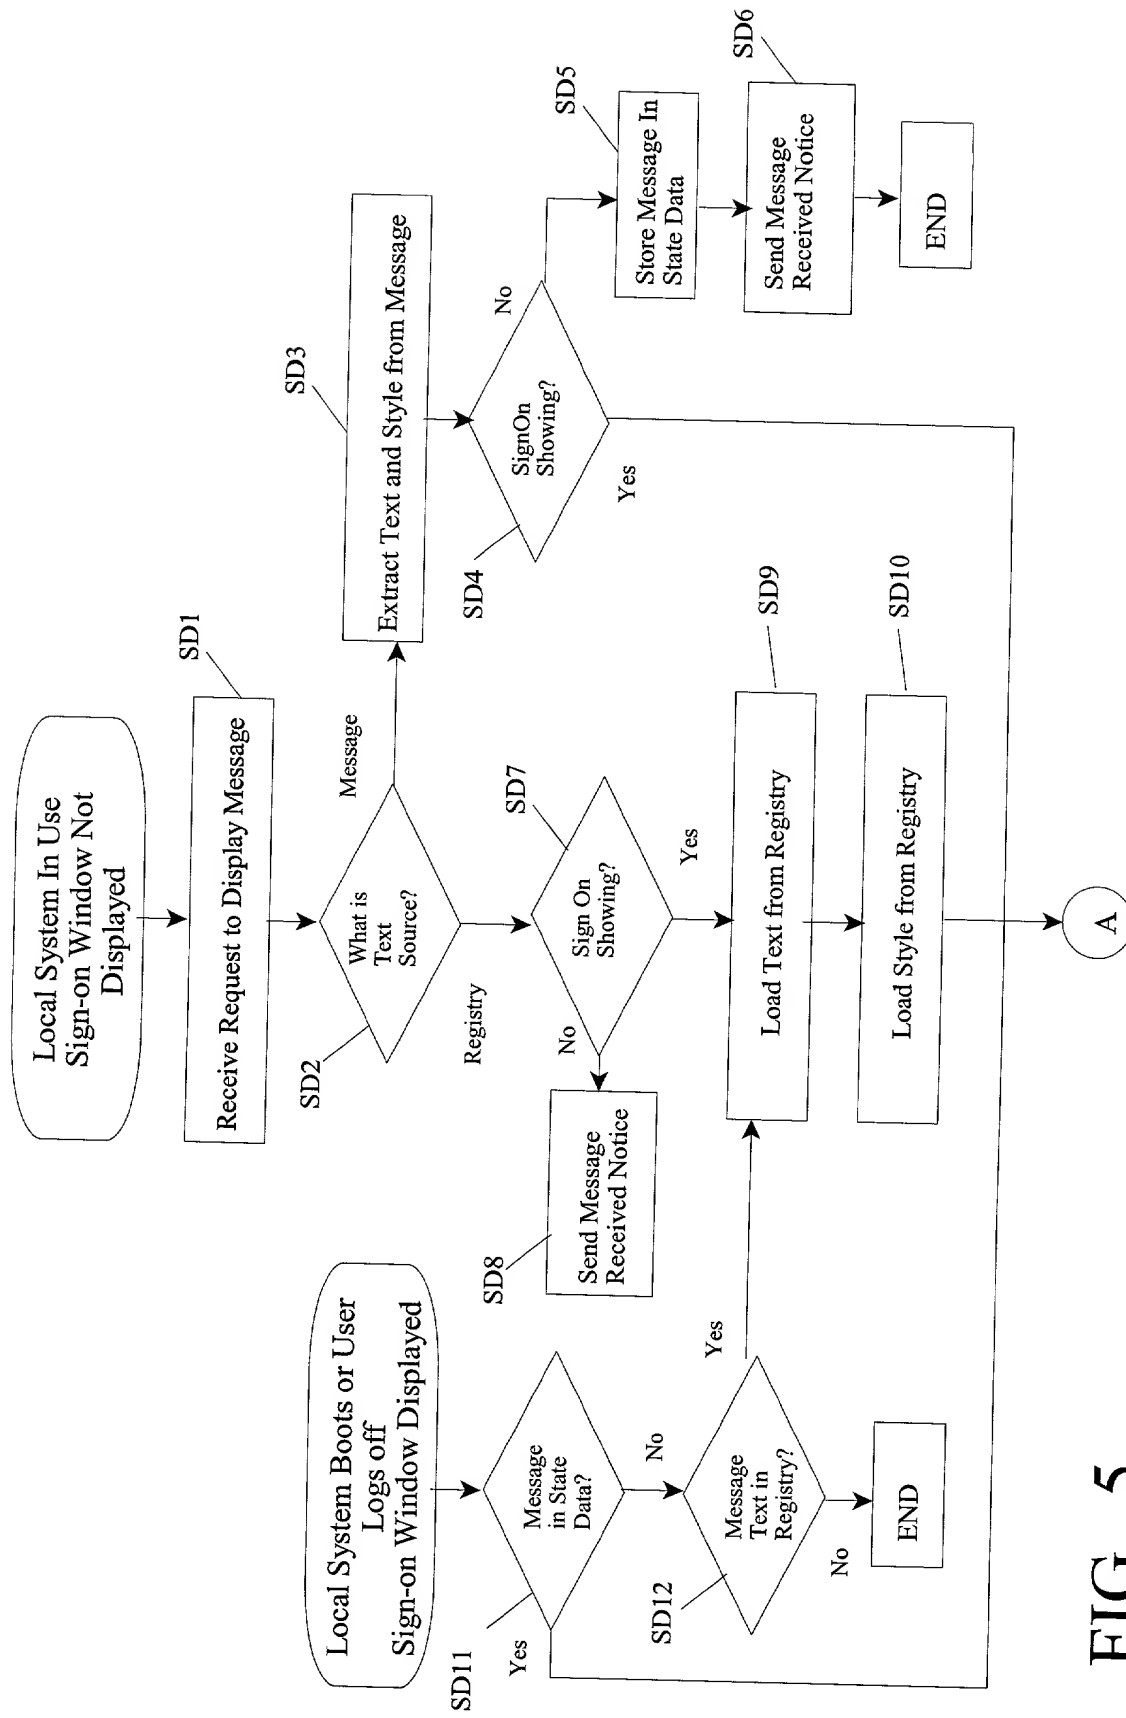 Local System In Use
Sign-on Window Not
Displayed
SD1
Receive Request to Display Message
SD2
What is
Text
Source?
Message
Registry
SD3
Extract Text and Style from Message
SD4
SignOn
Showing?
No
Yes
SD5
Store Message In
State Data
SD6
Send Message
Received Notice
END
SD7
Sign On
Showing?
No
Yes
SD8
Send Message
Received Notice
SD9
Load Text from Registry
SD10
Load Style from Registry
A
Local System Boots or User
Logs off
Sign-on Window Displayed
SD11
Message
in State
Data?
Yes
No
SD12
Message
Text in
Registry?
Yes
No
END
FIG. 5